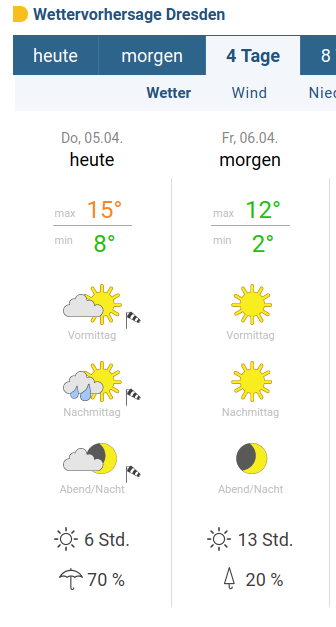 Wettervorhersage Dresden
heute morgen 4 Tage 8
Wetter Wind
Do, 05.04. Fr, 06.04.
heute morgen
max 15° max 12°
min 8° min 2°
Vormittag Vormittag
Nachmittag Nachmittag
Abend/Nacht Abend/Nacht
6 Std. 13 Std.
70 % 20 %